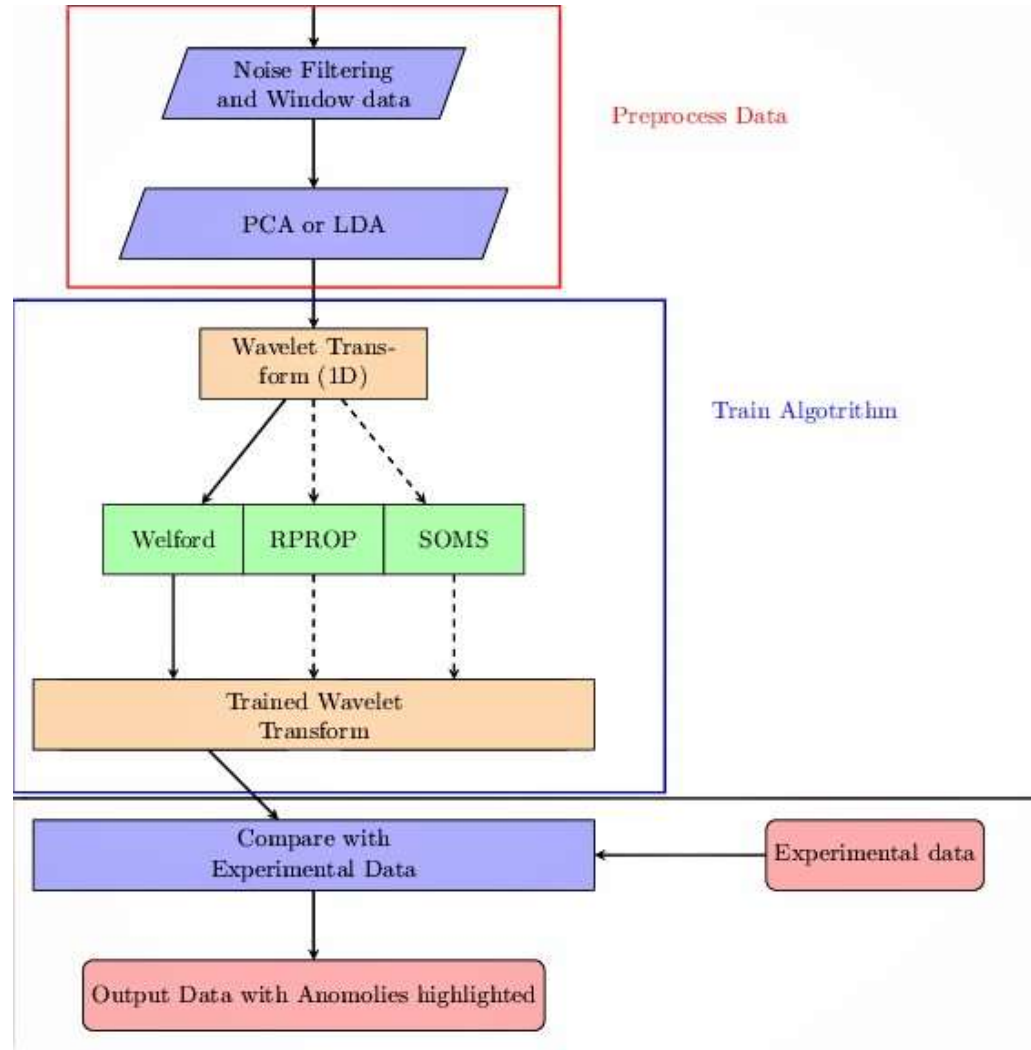 Noise Filtering
and Window data
Preprocess Data
PCA or LDA
Wavelet Trans-
form (1D)
Train Algotrithm
Welford
RPROP
SOMS
Trained Wavelet
Transform
Compare with
Experimental Data
Experimental data
Output Data with Anomolies highlighted